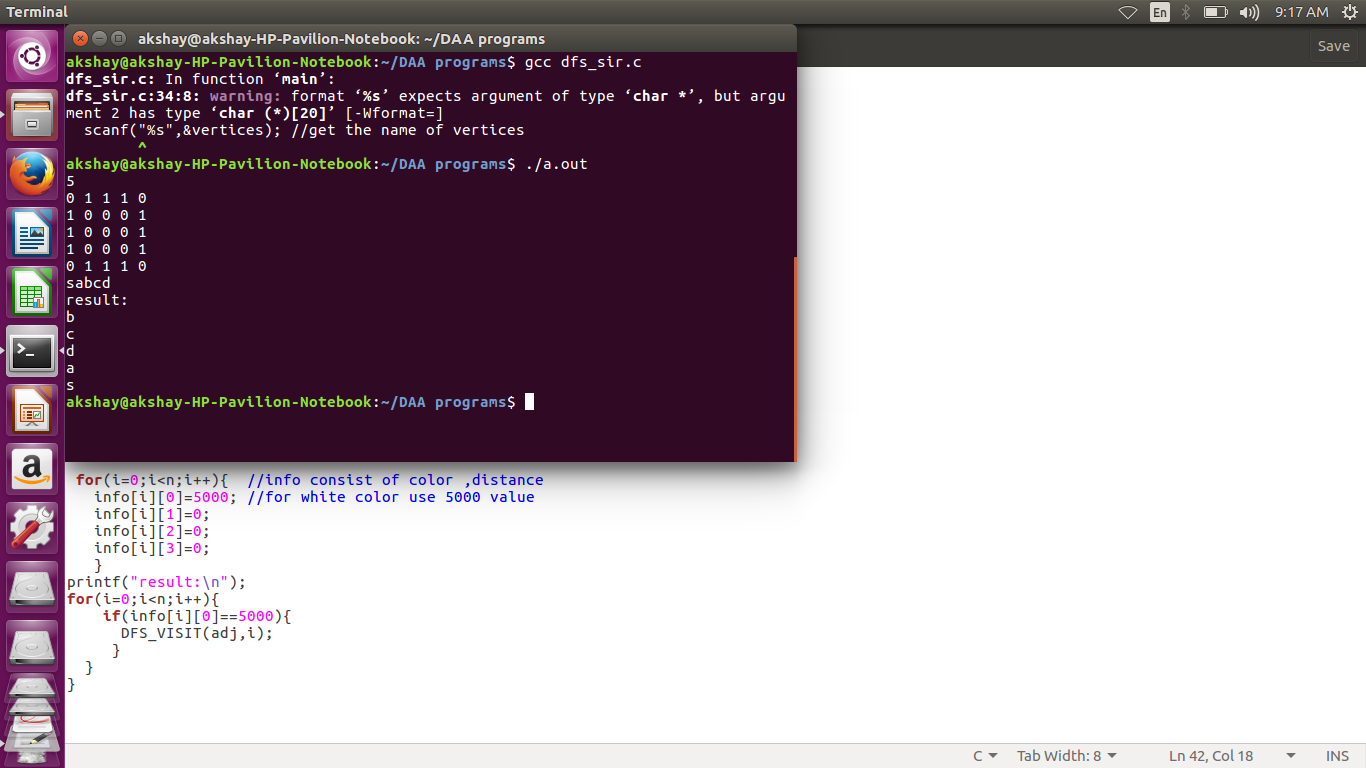 Terminal
En
9:17 AM
akshay@akshay-HP-Pavilion-Notebook: ~/DAA programs
Save
akshay@akshay-HP-Pavilion-Notebook:~/DAA programs$ gcc dfs_sir.c
dfs_sir.c: In function ‘main’:
dfs_sir.c:34:8: warning: format ‘%s’ expects argument of type ‘char *’, but argu
ment 2 has type ‘char (*)[20]’ [-Wformat=]
scanf("%s",&vertices); //get the name of vertices
^
akshay@akshay-HP-Pavilion-Notebook:~/DAA programs$ ./a.out
5
0 1 1 1 0
1 0 0 0 1
1 0 0 0 1
1 0 0 0 1
0 1 1 1 0
sabcd
result:
b
c
d
a
s
akshay@akshay-HP-Pavilion-Notebook:~/DAA programs$
for(i=0;i<n;i++){ //info consist of color ,distance
info[i][0]=5000; //for white color use 5000 value
info[i][1]=0;
info[i][2]=0;
info[i][3]=0;
}
printf("result:\n");
for(i=0;i<n;i++){
if(info[i][0]==5000){
DFS_VISIT(adj,i);
}
}
}
C
Tab Width: 8
Ln 42, Col 18
INS